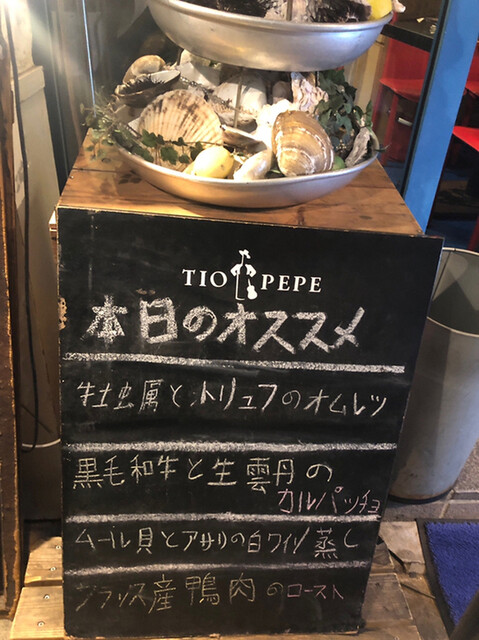 TIO PEPE
本日のオススメ
牡蛎とトリュフのオムレツ
黒毛和牛と生雲丹の
カルパッチョ
ムール貝とアサリの白ワイン蒸し
フランス産鴨肉のロースト